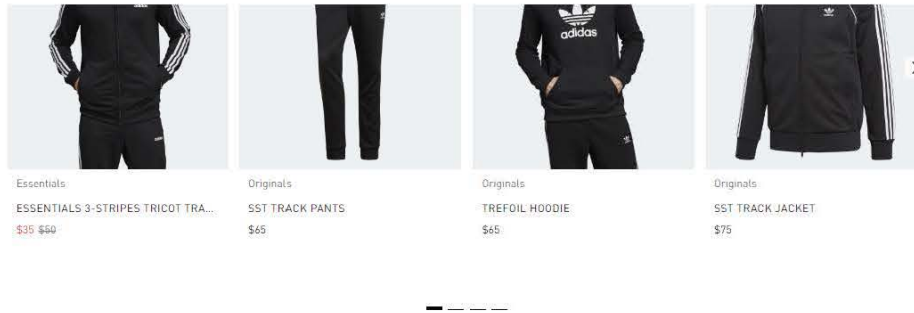 adidas
Essentials
ESSENTIALS 3-STRIPES TRICOT TRA...
$35 $50
Originals
SST TRACK PANTS
$65
Originals
TREFOIL HOODIE
$65
Originals
SST TRACK JACKET
$75